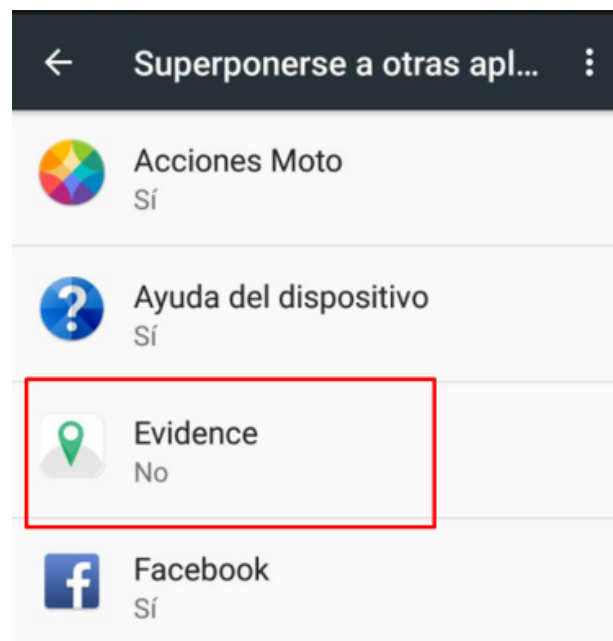 Superponerse a otras apl...
Acciones Moto
Sí
Ayuda del dispositivo
Sí
Evidence
No
Facebook
Sí